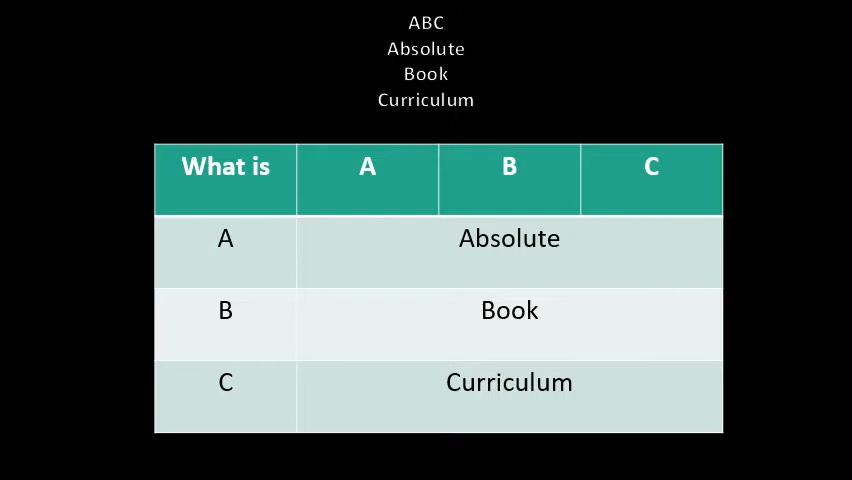 ABC
Absolute
Book
Curriculum
What is A B C
A Absolute
B Book
C Curriculum